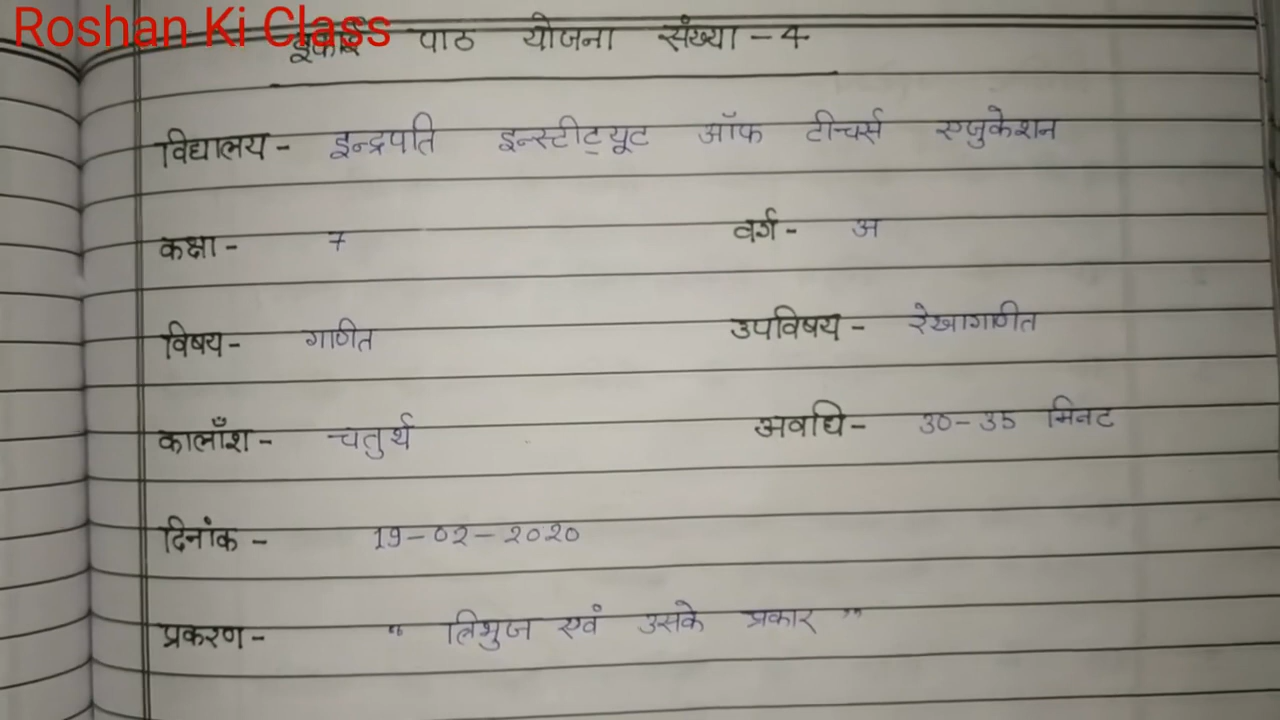 Roshan Ki Class
इकाई पाठ योजना संख्या - 4
विद्यालय - इन्द्रपति इन्स्टीट्यूट ऑफ टीचर्स एजुकेशन
कक्षा - 7 वर्ग - अ
विषय - गणित उपविषय - रेखागणित
कालाँश - चतुर्थ अवधि - 30-35 मिनट
दिनांक - 19-02-2020
प्रकरण - " त्रिभुज एवं उसके प्रकार "